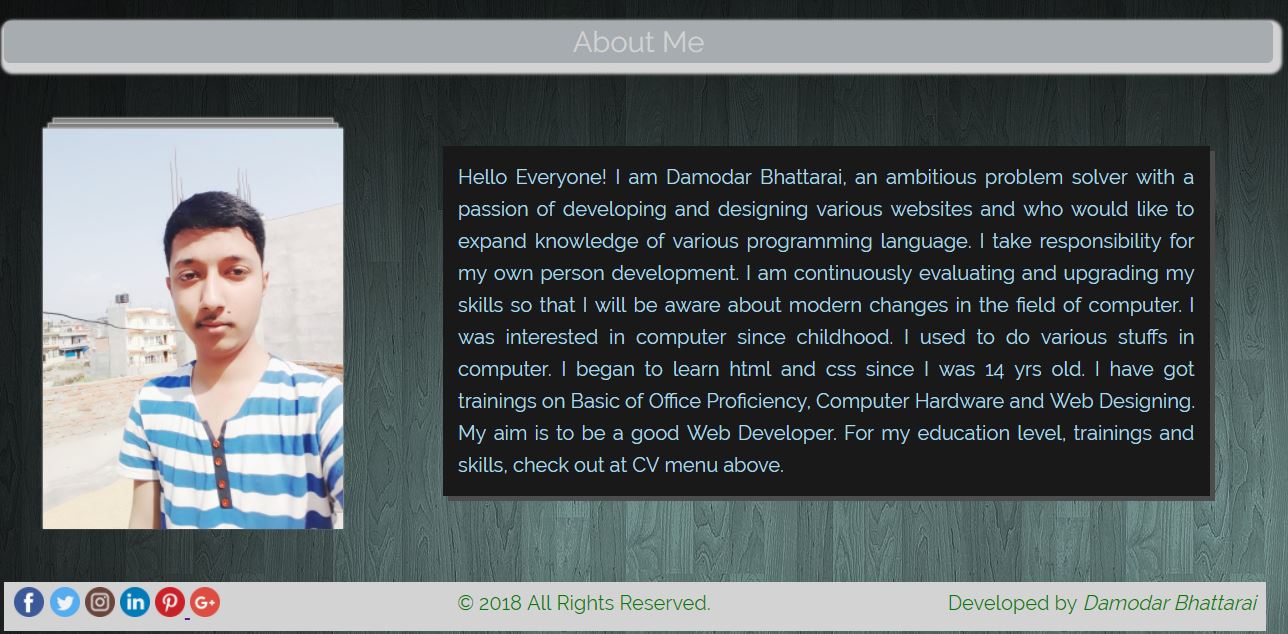 About Me
Hello Everyone! I am Damodar Bhattarai, an ambitious problem solver with a
passion of developing and designing various websites and who would like to
expand knowledge of various programming language. I take responsibility for
my own person development. I am continuously evaluating and upgrading my
skills so that I will be aware about modern changes in the field of computer. I
was interested in computer since childhood. I used to do various stuffs in
computer. I began to learn html and css since I was 14 yrs old. I have got
trainings on Basic of Office Proficiency, Computer Hardware and Web Designing.
My aim is to be a good Web Developer. For my education level, trainings and
skills, check out at CV menu above.
© 2018 All Rights Reserved.
Developed by Damodar Bhattarai